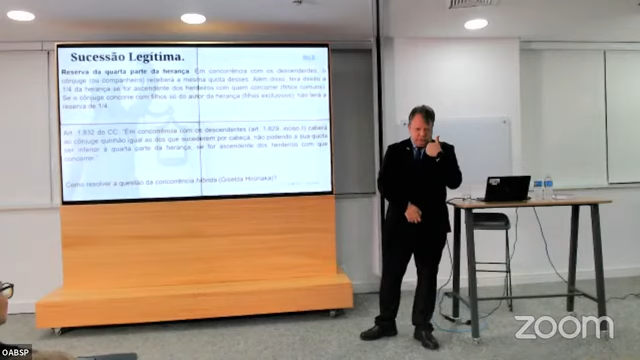 Sucessão Legítima.
Reserva da quarta parte da herança. Em concorrência com os descendentes, o
cônjuge (ou companheiro) receberá a mesma quota desses. Além disso, terá direito a
1/4 da herança se for ascendente dos herdeiros com quem concorrer (filhos comuns).
Se o cônjuge concorre com filhos só do autor da herança (filhos exclusivos), não terá a
reserva de 1/4.
Art. 1.832 do CC. "Em concorrência com os descendentes (art. 1.829, inciso I) caberá
ao cônjuge quinhão igual ao dos que sucederem por cabeça, não podendo a sua quota
ser inferior à quarta parte da herança, se for ascendente dos herdeiros com que
concorrer.
Como resolver a questão da concorrência híbrida (Giselda Hironaka)?
zoom
OABSP